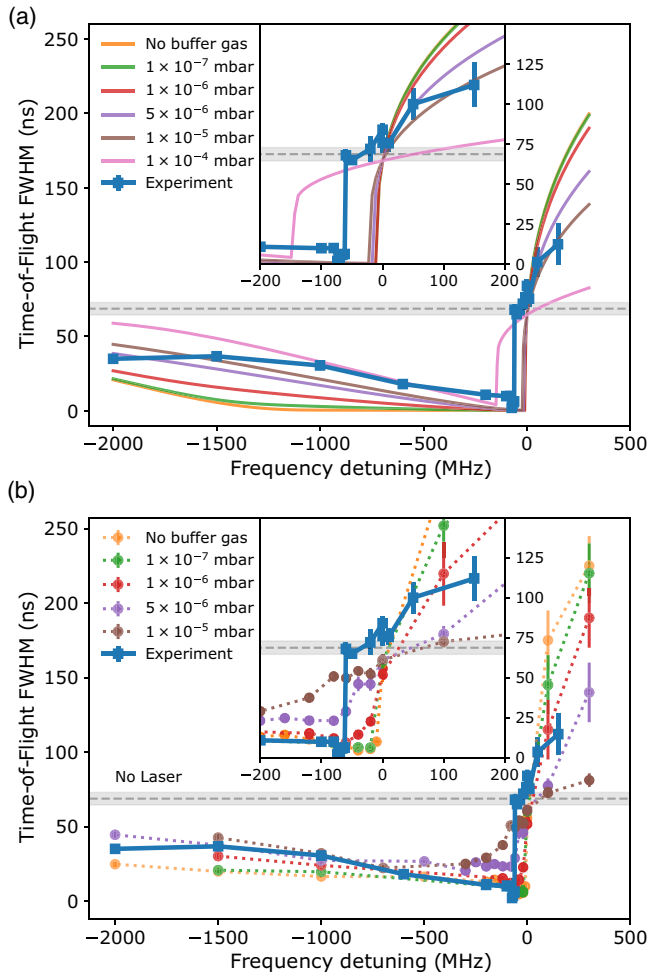 (a)
250
200
150
100
50
0
Time-of-Flight FWHM (ns)
No buffer gas
1 × 10⁻⁷ mbar
1 × 10⁻⁶ mbar
5 × 10⁻⁶ mbar
1 × 10⁻⁵ mbar
1 × 10⁻⁴ mbar
Experiment
125
100
75
50
25
0
−200 −100 0 100 200
−2000 −1500 −1000 −500 0 500
Frequency detuning (MHz)
(b)
250
200
150
100
50
0
Time-of-Flight FWHM (ns)
No buffer gas
1 × 10⁻⁷ mbar
1 × 10⁻⁶ mbar
5 × 10⁻⁶ mbar
1 × 10⁻⁵ mbar
Experiment
125
100
75
50
25
0
−200 −100 0 100 200
No Laser
−2000 −1500 −1000 −500 0 500
Frequency detuning (MHz)